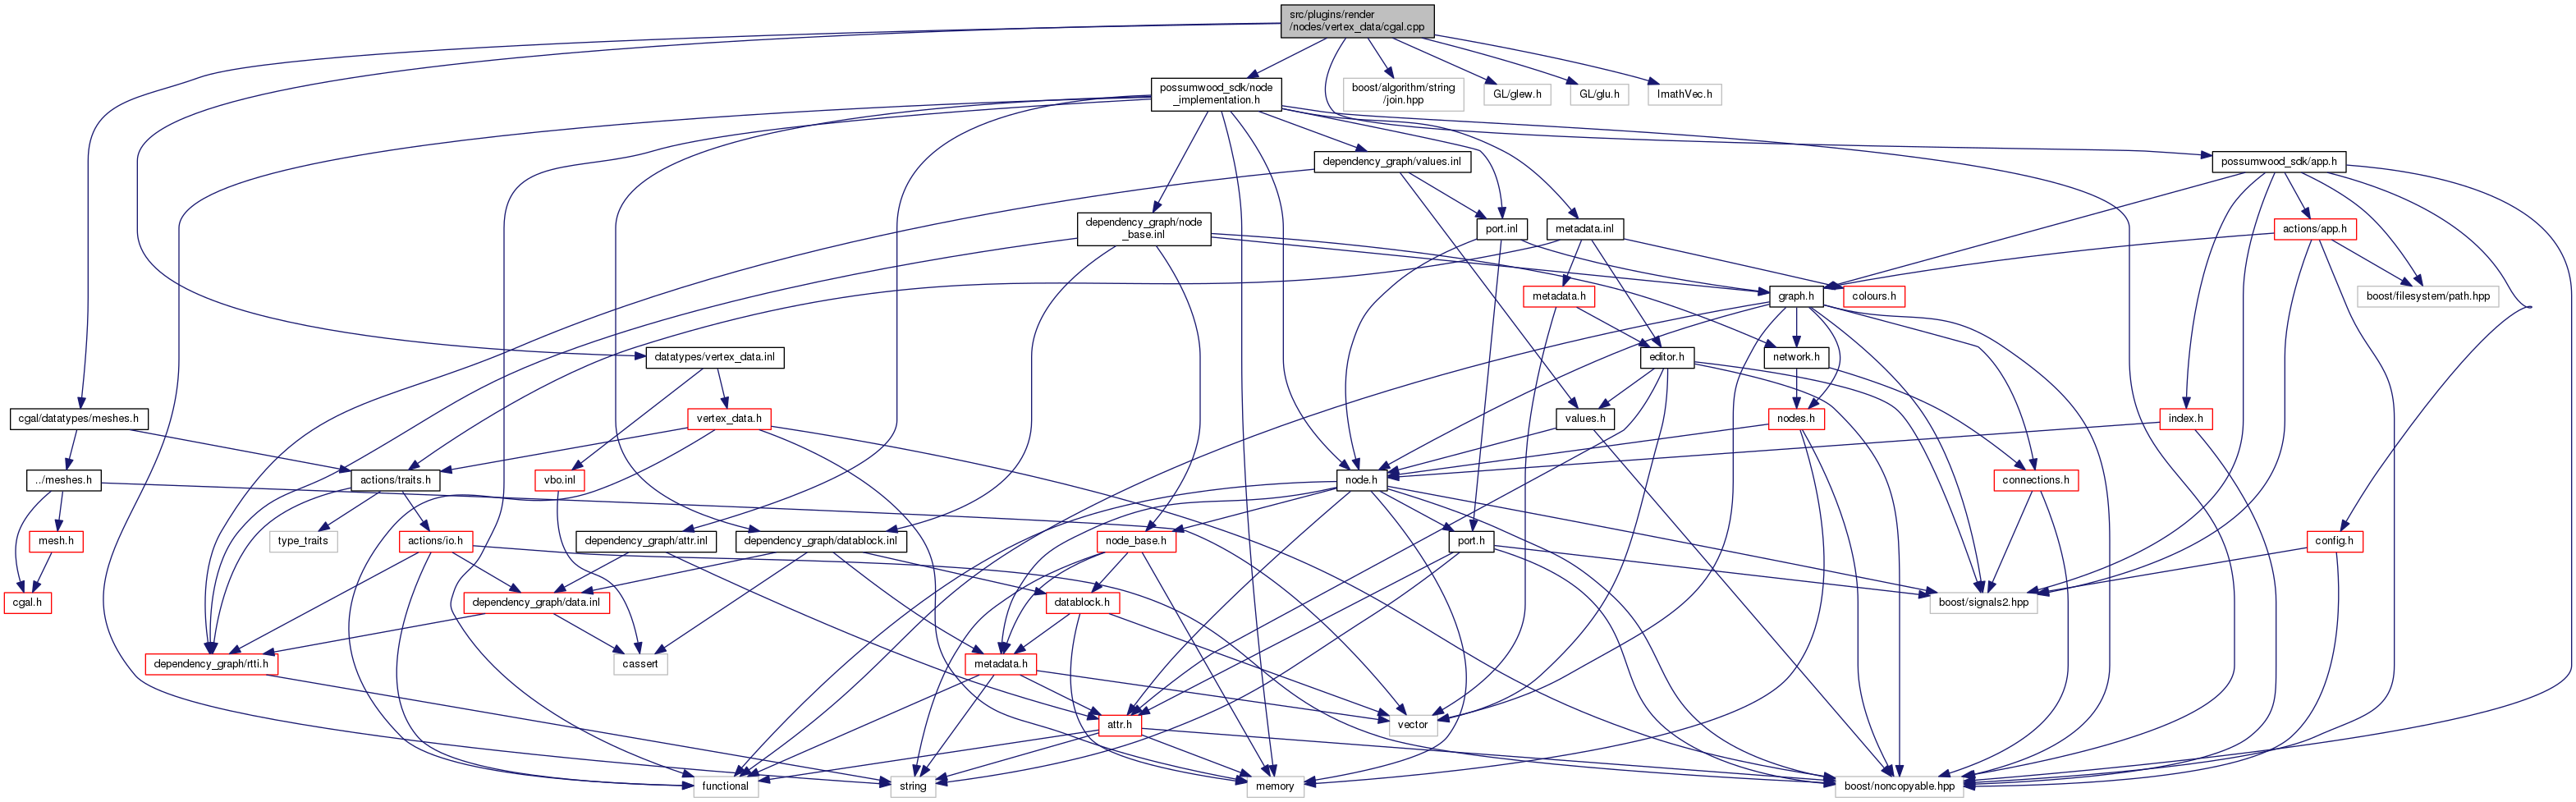 src/plugins/render
/nodes/vertex_data/cgal.cpp
possumwood_sdk/node
_implementation.h
boost/algorithm/string
/join.hpp
GL/glew.h
GL/glu.h
ImathVec.h
dependency_graph/values.inl
possumwood_sdk/app.h
dependency_graph/node
_base.inl
port.inl
metadata.inl
actions/app.h
metadata.h
graph.h
colours.h
boost/filesystem/path.hpp
datatypes/vertex_data.inl
editor.h
network.h
cgal/datatypes/meshes.h
vertex_data.h
values.h
nodes.h
index.h
../meshes.h
actions/traits.h
vbo.inl
node.h
connections.h
mesh.h
type_traits
actions/io.h
dependency_graph/attr.inl
dependency_graph/datablock.inl
node_base.h
port.h
config.h
cgal.h
dependency_graph/data.inl
datablock.h
boost/signals2.hpp
dependency_graph/rtti.h
cassert
metadata.h
attr.h
vector
functional
string
memory
boost/noncopyable.hpp